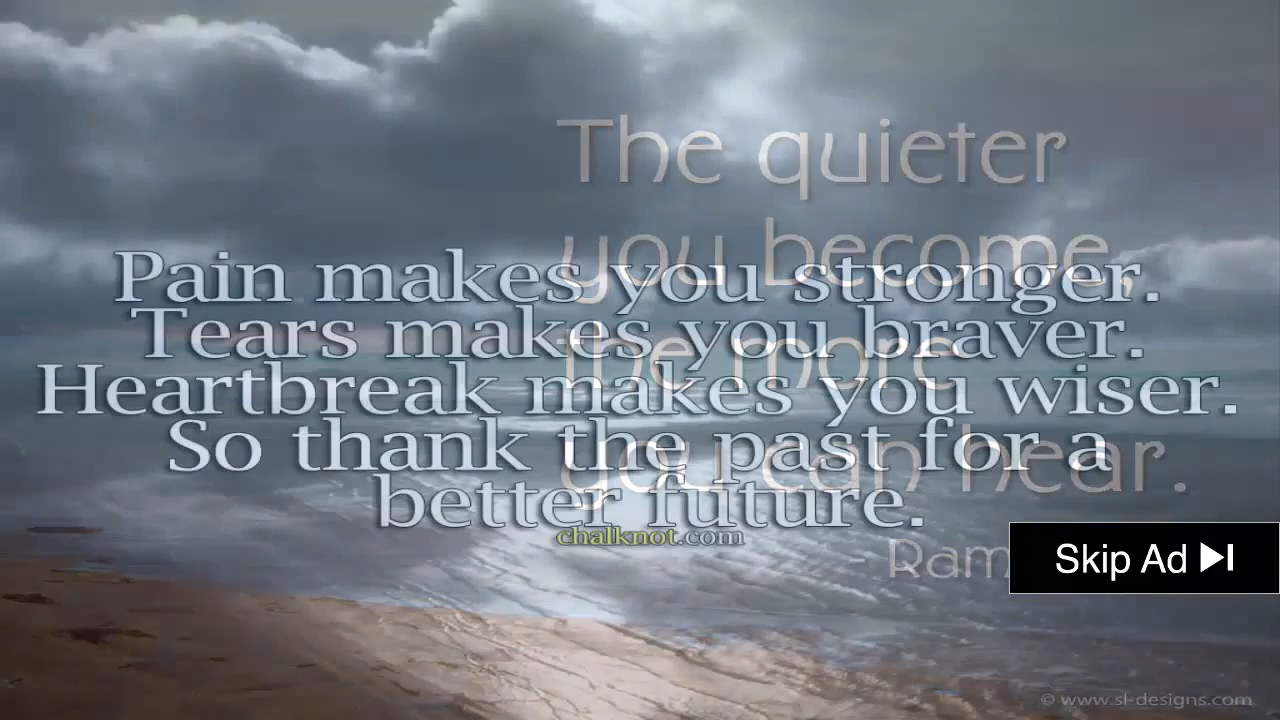 The quieter
you become,
the more
you can hear.
Ram
Pain makes you stronger.
Tears makes you braver.
Heartbreak makes you wiser.
So thank the past for a
better future.
chalknot.com
Skip Ad
© www.sl-designs.com